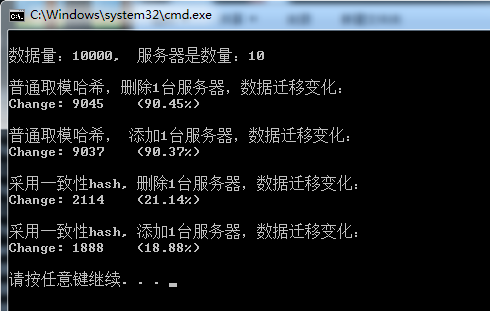 C:\Windows\system32\cmd.exe
数据量：10000, 服务器是数量：10
普通取模哈希，删除1台服务器，数据迁移变化：
Change: 9045 (90.45%)
普通取模哈希， 添加1台服务器，数据迁移变化：
Change: 9037 (90.37%)
采用一致性hash, 删除1台服务器，数据迁移变化：
Change: 2114 (21.14%)
采用一致性hash, 添加1台服务器，数据迁移变化：
Change: 1888 (18.88%)
请按任意键继续. . .